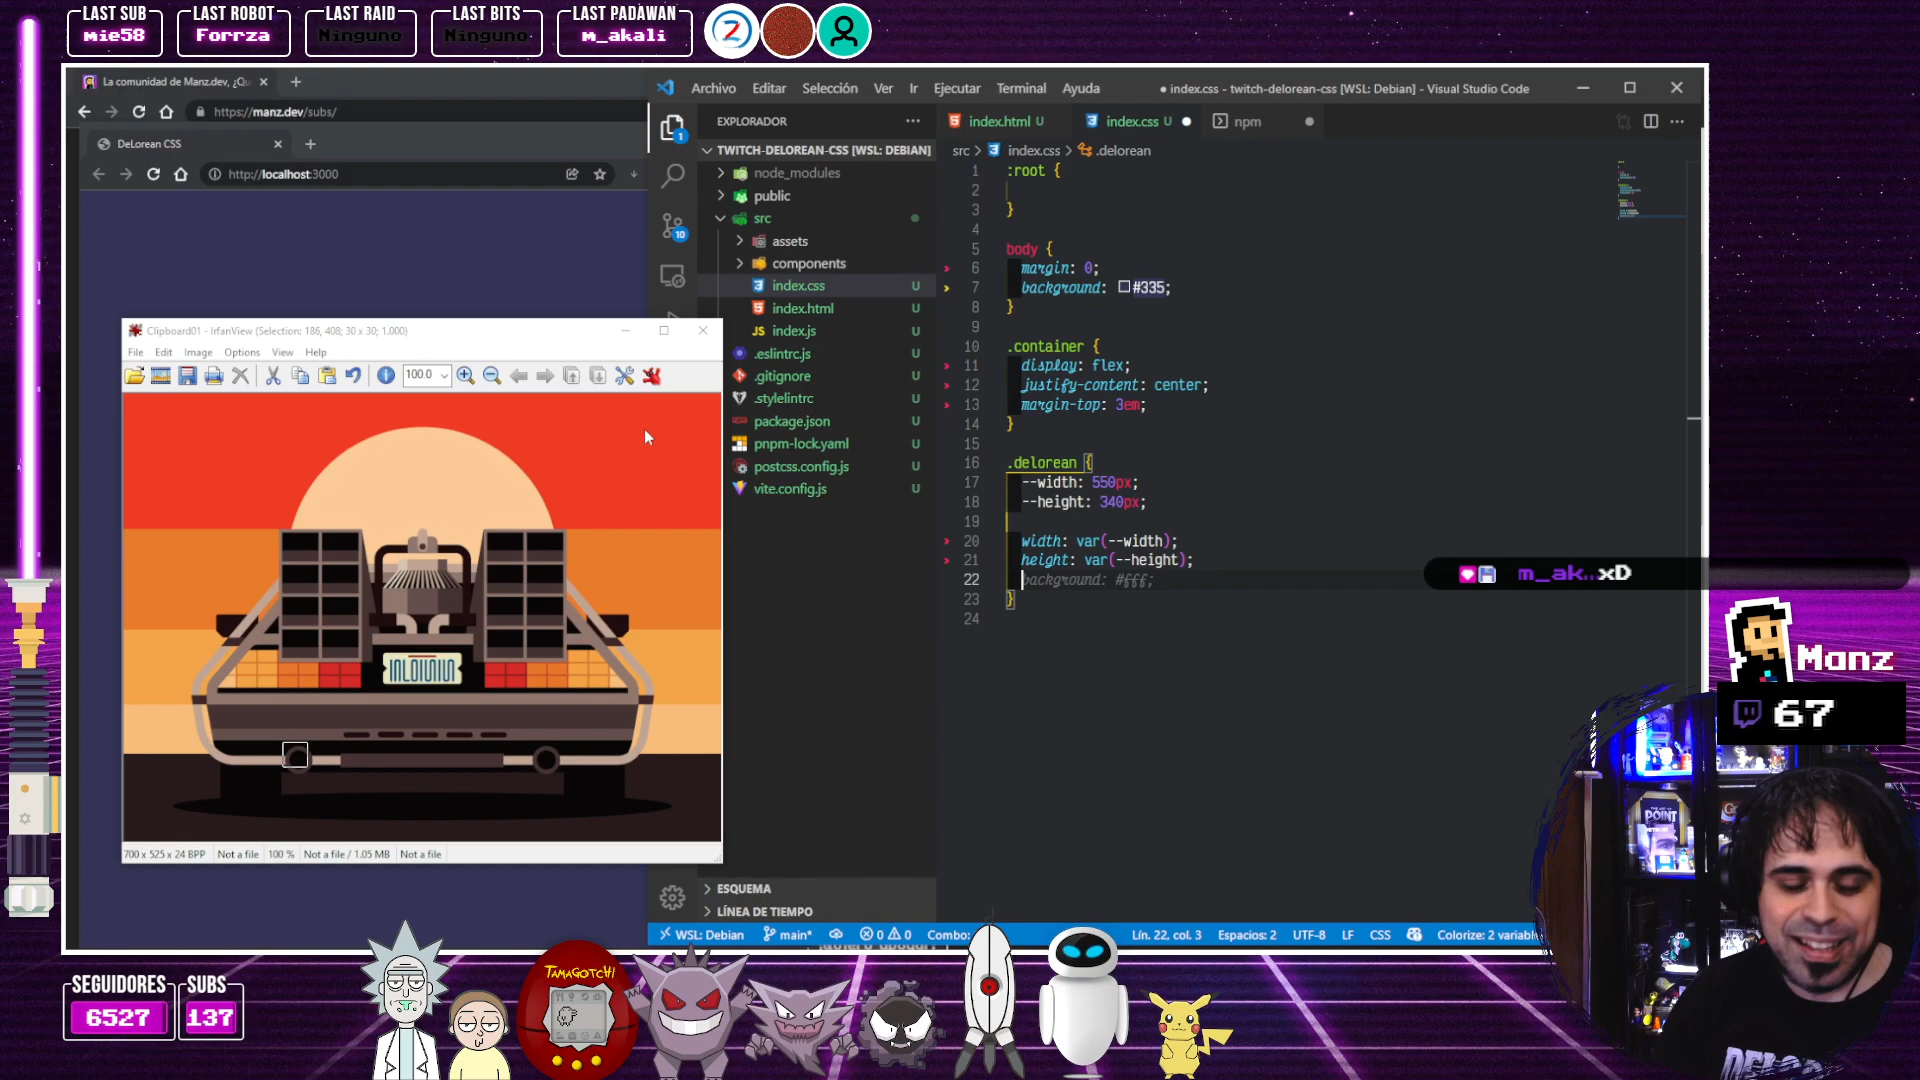 LAST SUB
mie58
LAST ROBOT
Forrza
LAST RAID
Ninguno
LAST BITS
Ninguno
LAST PADAWAN
m_akali
La comunidad de Manz.dev, ¿Qu
https://manz.dev/subs/
DeLorean CSS
http://localhost:3000
Archivo Editar Selección Ver Ir Ejecutar Terminal Ayuda
● index.css - twitch-delorean-css [WSL: Debian] - Visual Studio Code
EXPLORADOR
TWITCH-DELOREAN-CSS [WSL: DEBIAN]
node_modules
public
src
assets
components
index.css U
index.html U
index.js U
.eslintrc.js U
.gitignore U
.stylelintrc U
package.json U
pnpm-lock.yaml U
postcss.config.js U
vite.config.js U
ESQUEMA
LÍNEA DE TIEMPO
1
10
index.html U
index.css U
npm
src > index.css > .delorean
1 :root {
2
3 }
4
5 body {
6 margin: 0;
7 background: #335;
8 }
9
10 .container {
11 display: flex;
12 justify-content: center;
13 margin-top: 3em;
14 }
15
16 .delorean {
17 --width: 550px;
18 --height: 340px;
19
20 width: var(--width);
21 height: var(--height);
22 background: #fff;
23 }
24
Clipboard01 - IrfanView (Selection: 186, 408; 30 x 30; 1.000)
File Edit Image Options View Help
100.0
700 x 525 x 24 BPP Not a file 100 % Not a file / 1.05 MB Not a file
WSL: Debian main* 0 0 Combo: Lín. 22, col. 3 Espacios: 2 UTF-8 LF CSS Colorize: 2 variabl
m_ak...xD
Manz
67
POINT
SEGUIDORES
6527
SUBS
137
TAMAGOTCHI